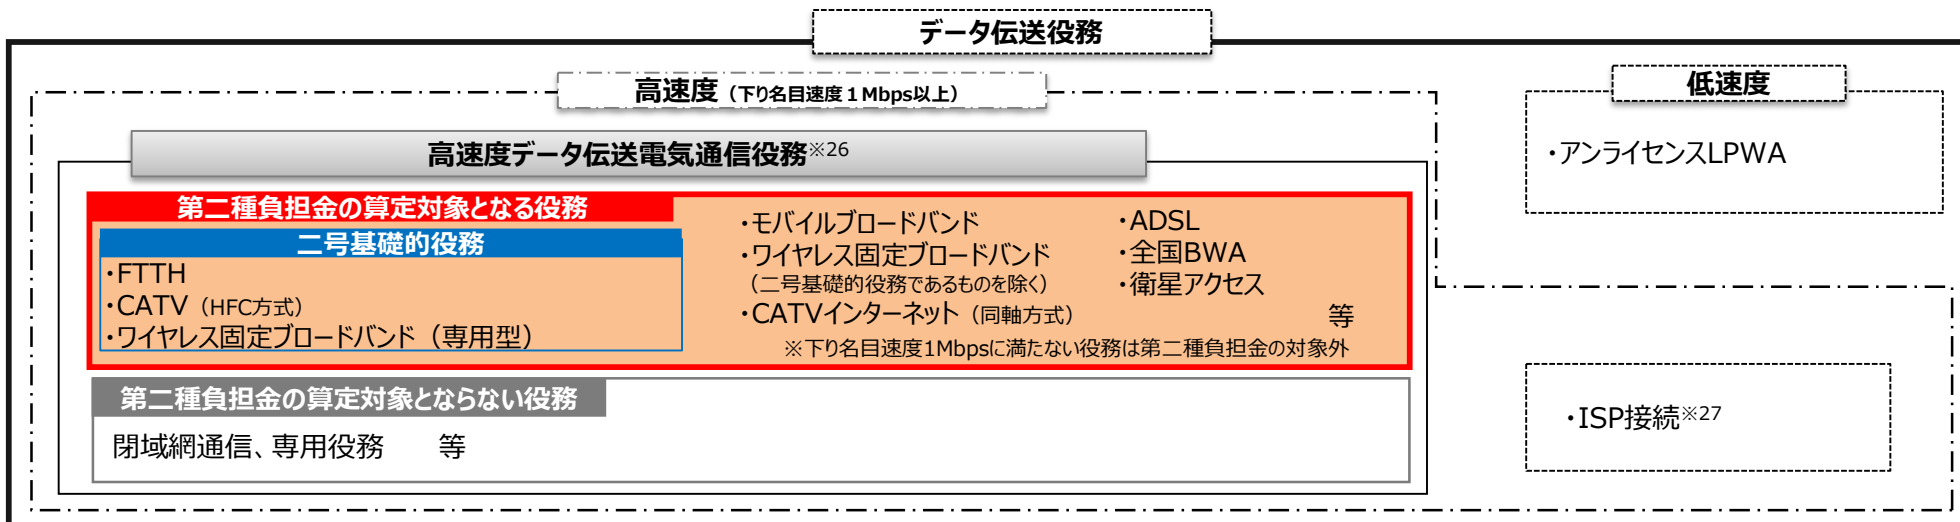 データ伝送役務
高速度（下り名目速度１Mbps以上）
低速度
・アンライセンスLPWA
高速度データ伝送電気通信役務※26
第二種負担金の算定対象となる役務
二号基礎的役務
・FTTH
・CATV（HFC方式）
・ワイヤレス固定ブロードバンド（専用型）
・モバイルブロードバンド
・ワイヤレス固定ブロードバンド
（二号基礎的役務であるものを除く）
・CATVインターネット（同軸方式）
・ADSL
・全国BWA
・衛星アクセス
等
※下り名目速度1Mbpsに満たない役務は第二種負担金の対象外
第二種負担金の算定対象とならない役務
閉域網通信、専用役務　　等
・ISP接続※27